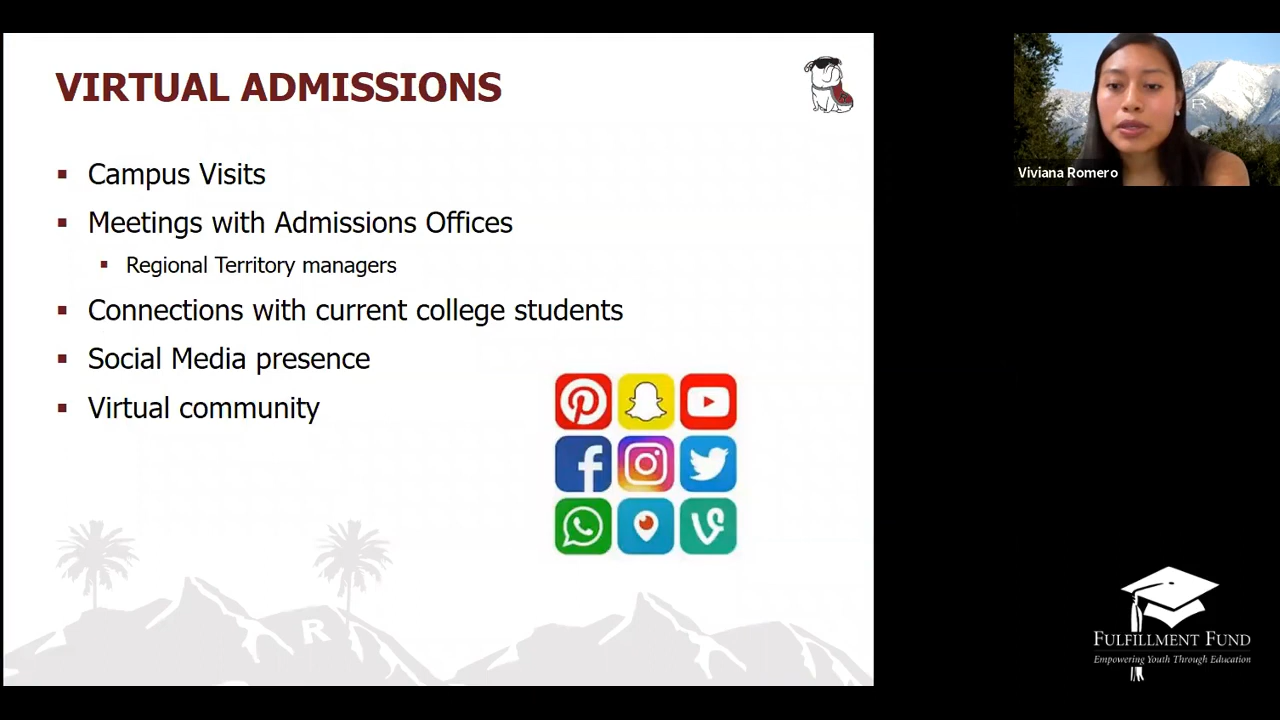 VIRTUAL ADMISSIONS
Campus Visits
Meetings with Admissions Offices
Regional Territory managers
Connections with current college students
Social Media presence
Virtual community
R
Viviana Romero
R
FULFILLMENT FUND
Empowering Youth Through Education